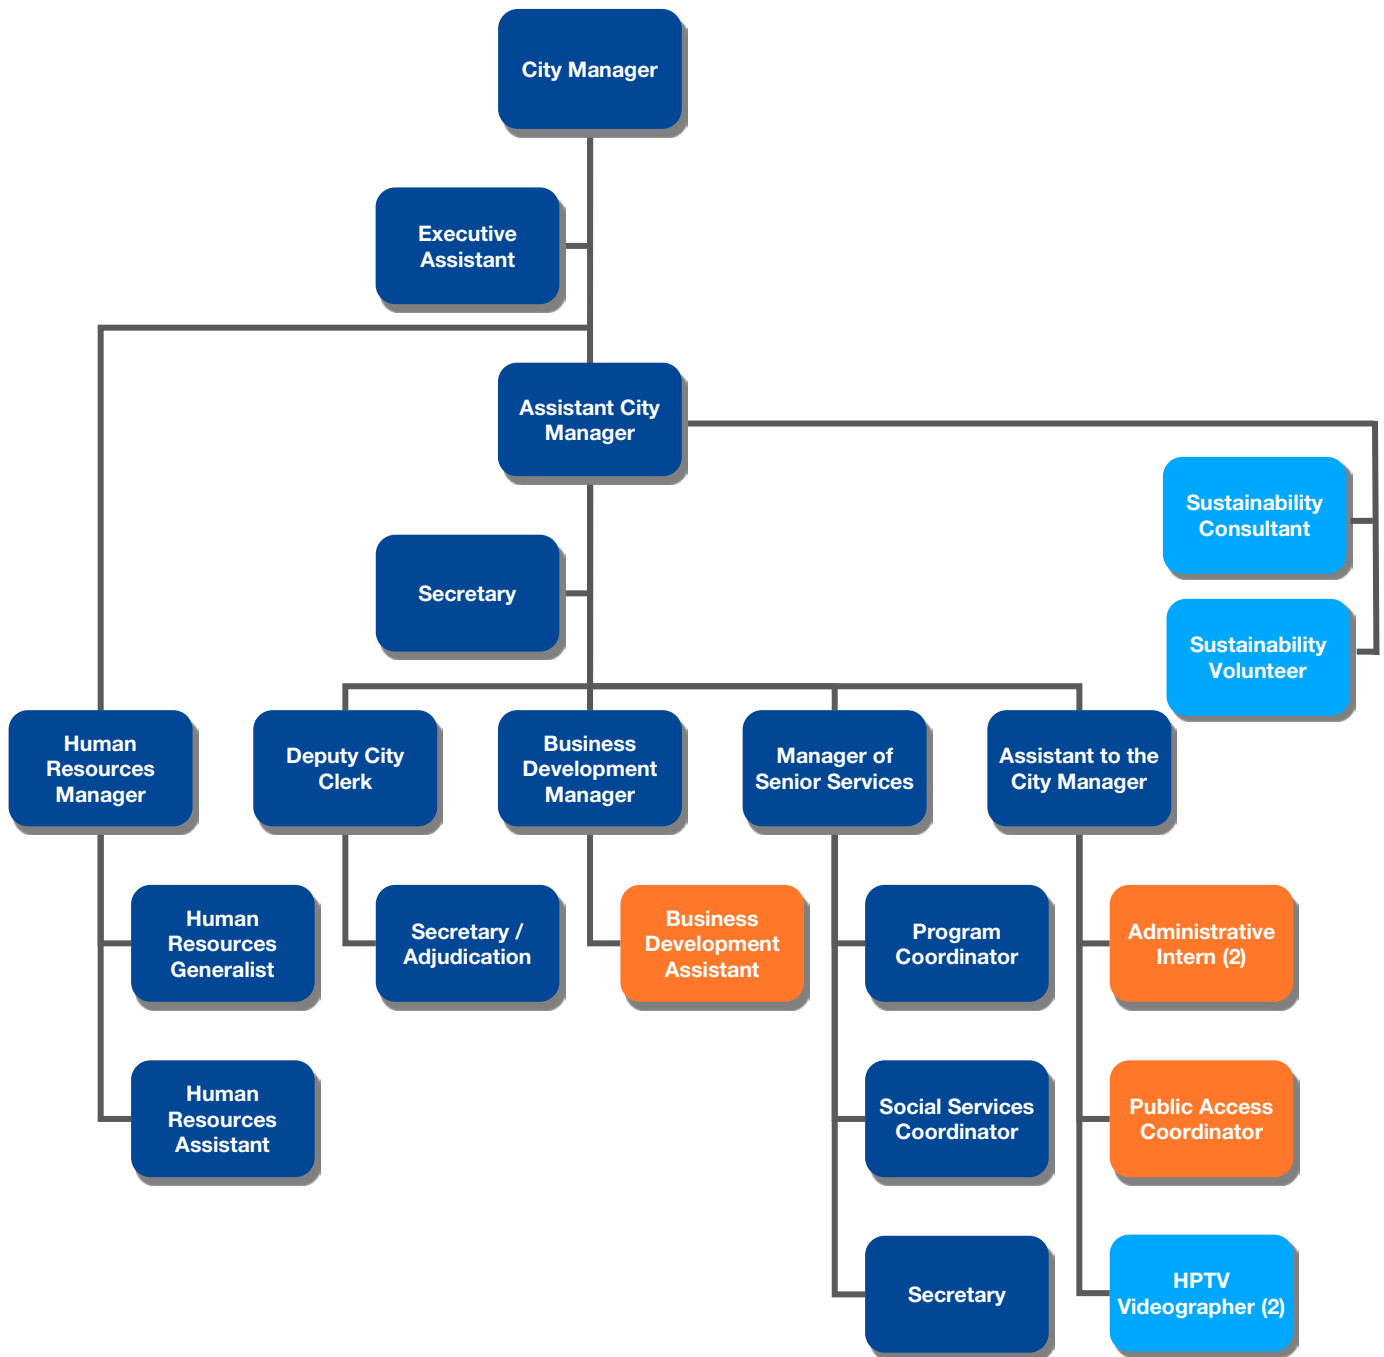 City Manager
Executive
Assistant
Assistant City
Manager
Sustainability
Consultant
Secretary
Sustainability
Volunteer
Human
Resources
Manager
Deputy City
Clerk
Business
Development
Manager
Manager of
Senior Services
Assistant to the
City Manager
Human
Resources
Generalist
Secretary /
Adjudication
Business
Development
Assistant
Program
Coordinator
Administrative
Intern (2)
Human
Resources
Assistant
Social Services
Coordinator
Public Access
Coordinator
Secretary
HPTV
Videographer (2)